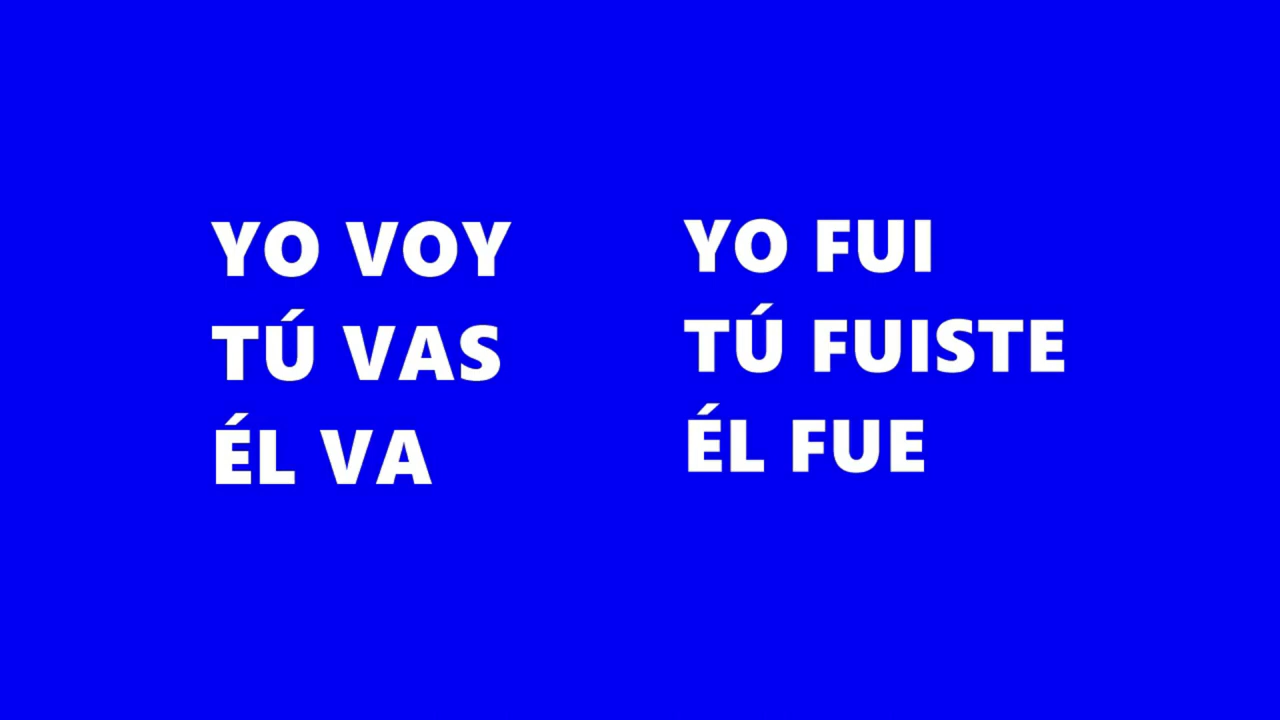 YO VOY
TÚ VAS
ÉL VA
YO FUI
TÚ FUISTE
ÉL FUE